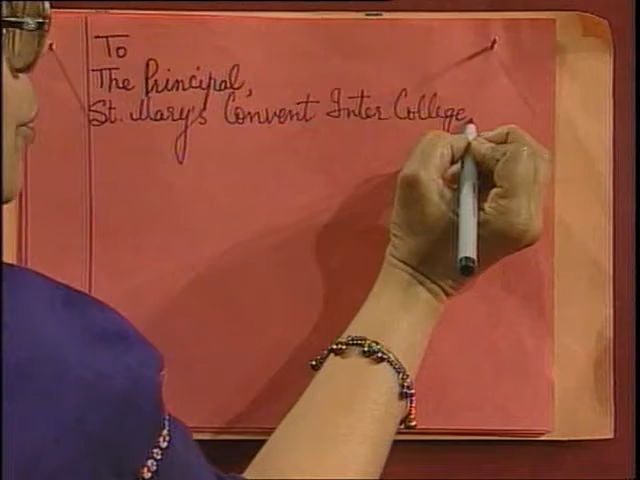 To
The Principal,
St. Mary's Convent Inter College,